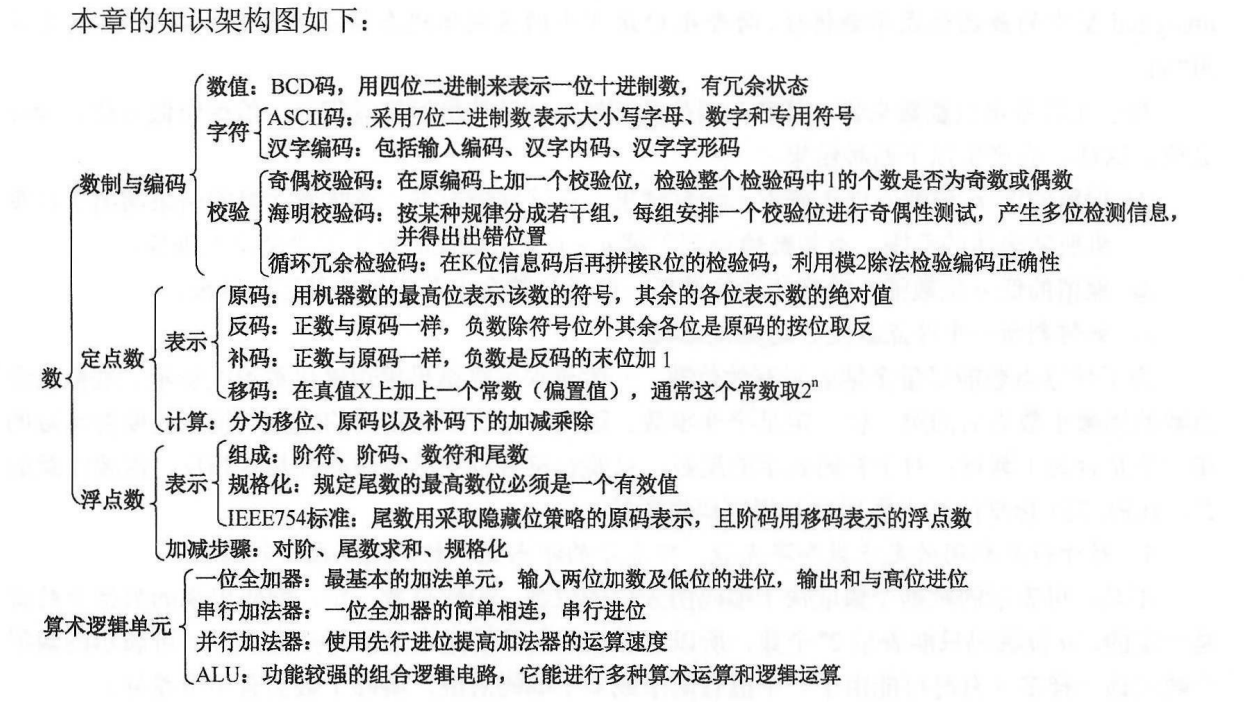 本章的知识架构图如下:
数值：BCD码，用四位二进制来表示一位十进制数，有冗余状态
ASCII码：采用7位二进制数表示大小写字母、数字和专用符号
字符
汉字编码：包括输入编码、汉字内码、汉字字形码
数制与编码
奇偶校验码：在原编码上加一个校验位，检验整个检验码中1的个数是否为奇数或偶数
校验
海明校验码：按某种规律分成若干组，每组安排一个校验位进行奇偶性测试，产生多位检测信息，
并得出出错位置
循环冗余检验码：在K位信息码后再拼接R位的检验码，利用模2除法检验编码正确性
原码：用机器数的最高位表示该数的符号，其余的各位表示数的绝对值
反码：正数与原码一样，负数除符号位外其余各位是原码的按位取反
表示
定点数
补码：正数与原码一样，负数是反码的末位加1
数
移码：在真值X上加上一个常数（偏置值），通常这个常数取2ⁿ
计算：分为移位、原码以及补码下的加减乘除
组成：阶符、阶码、数符和尾数
表示
规格化：规定尾数的最高数位必须是一个有效值
浮点数
IEEE754标准：尾数用采取隐藏位策略的原码表示，且阶码用移码表示的浮点数
加减步骤：对阶、尾数求和、规格化
一位全加器：最基本的加法单元，输入两位加数及低位的进位，输出和与高位进位
串行加法器：一位全加器的简单相连，串行进位
算术逻辑单元
并行加法器：使用先行进位提高加法器的运算速度
ALU：功能较强的组合逻辑电路，它能进行多种算术运算和逻辑运算